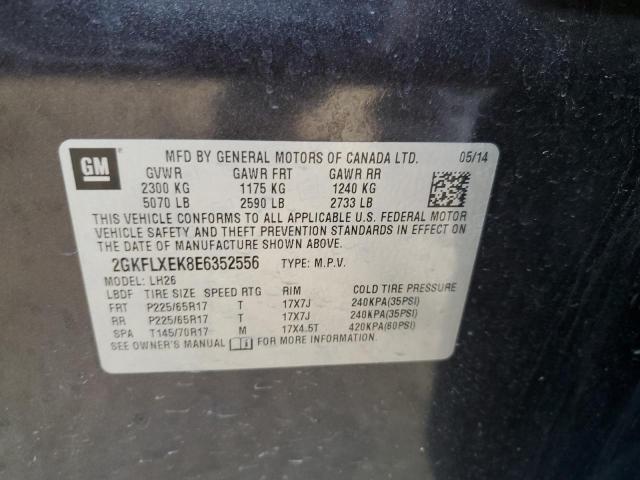 GM MFD BY GENERAL MOTORS OF CANADA LTD. 05/14
GVWR GAWR FRT GAWR RR
2300 KG 1175 KG 1240 KG
5070 LB 2590 LB 2733 LB
THIS VEHICLE CONFORMS TO ALL APPLICABLE U.S. FEDERAL MOTOR
VEHICLE SAFETY AND THEFT PREVENTION STANDARDS IN EFFECT ON
THE DATE OF MANUFACTURE SHOWN ABOVE.
2GKFLXEK8E6352556 TYPE: M.P.V.
MODEL: LH26
LBDF TIRE SIZE SPEED RTG RIM COLD TIRE PRESSURE
FRT P225/65R17 T 17X7J 240KPA(35PSI)
RR P225/65R17 T 17X7J 240KPA(35PSI)
SPA T145/70R17 M 17X4.5T 420KPA(60PSI)
SEE OWNER'S MANUAL FOR MORE INFORMATION.